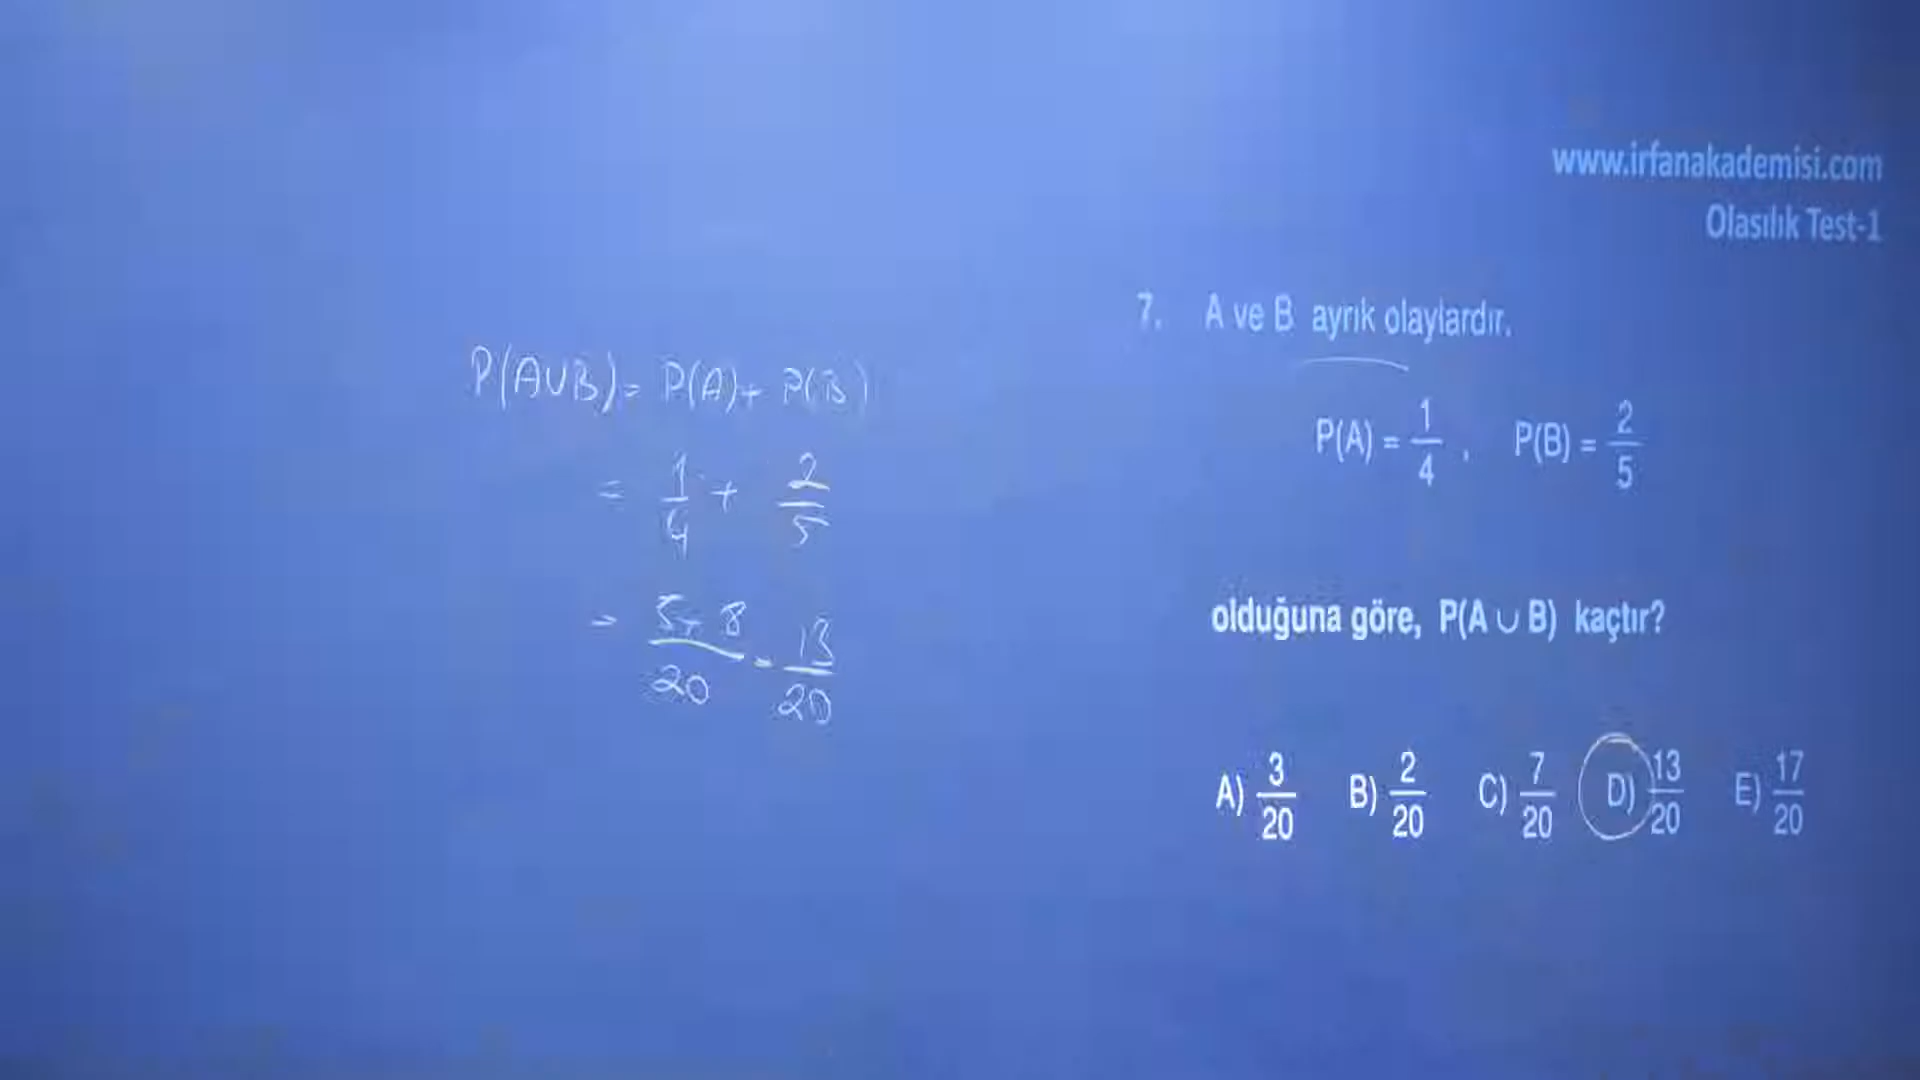 www.irfanakademisi.com
Olasılık Test-1
7. A ve B ayrık olaylardır.
P(A) = 1/4 , P(B) = 2/5
olduğuna göre, P(A ∪ B) kaçtır?
A) 3/20 B) 2/20 C) 7/20 D) 13/20 E) 17/20
P(A∪B) = P(A) + P(B)
= 1/4 + 2/5
= 5+8/20 = 13/20